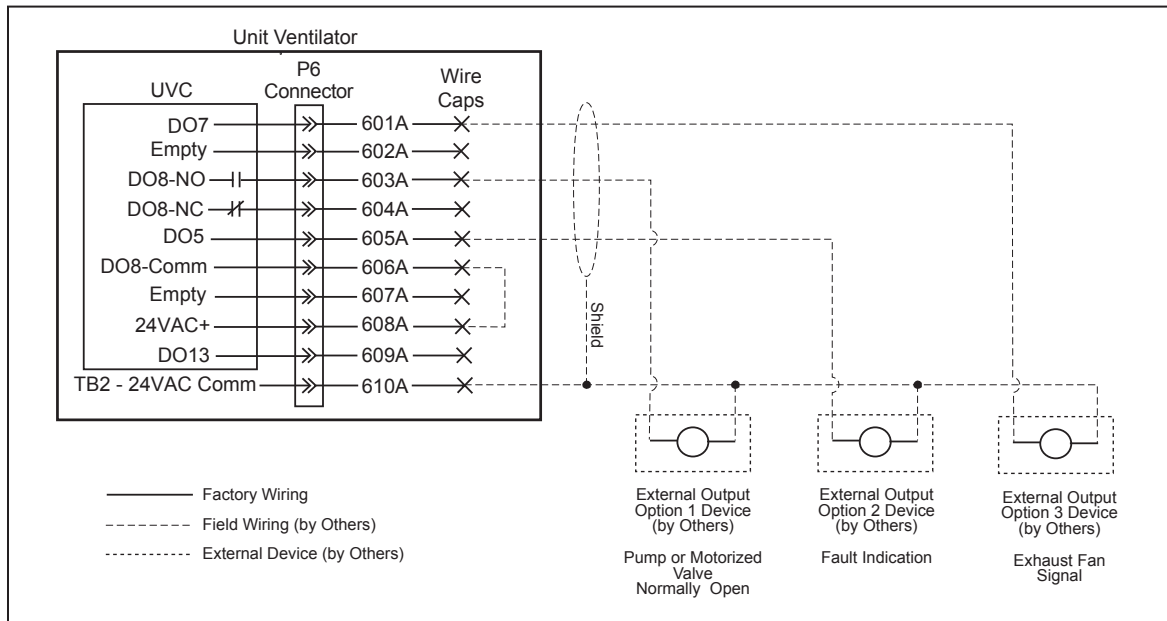 Unit Ventilator
P6
Connector
Wire
Caps
UVC
DO7
601A
Empty
602A
DO8-NO
603A
DO8-NC
604A
DO5
605A
DO8-Comm
606A
Empty
607A
24VAC+
608A
DO13
609A
TB2 - 24VAC Comm
610A
Shield
Factory Wiring
Field Wiring (by Others)
External Device (by Others)
External Output
Option 1 Device
(by Others)
Pump or Motorized
Valve
Normally Open
External Output
Option 2 Device
(by Others)
Fault Indication
External Output
Option 3 Device
(by Others)
Exhaust Fan
Signal